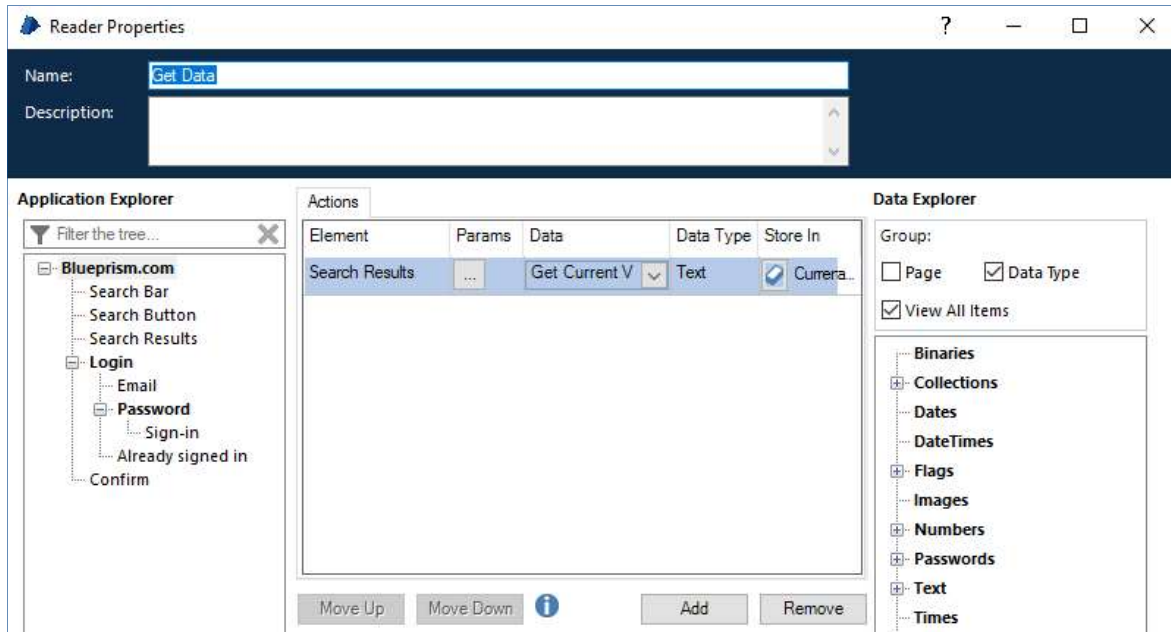 Reader Properties
?
Name:
Get Data
Description:
Application Explorer
Filter the tree...
Blueprism.com
Search Bar
Search Button
Search Results
Login
Email
Password
Sign-in
Already signed in
Confirm
Actions
Element Params Data Data Type Store In
Search Results ... Get Current V Text
Move Up Move Down i Add Remove
Data Explorer
Group:
Page Data Type
View All Items
Binaries
Collections
Dates
DateTimes
Flags
Images
Numbers
Passwords
Text
Times